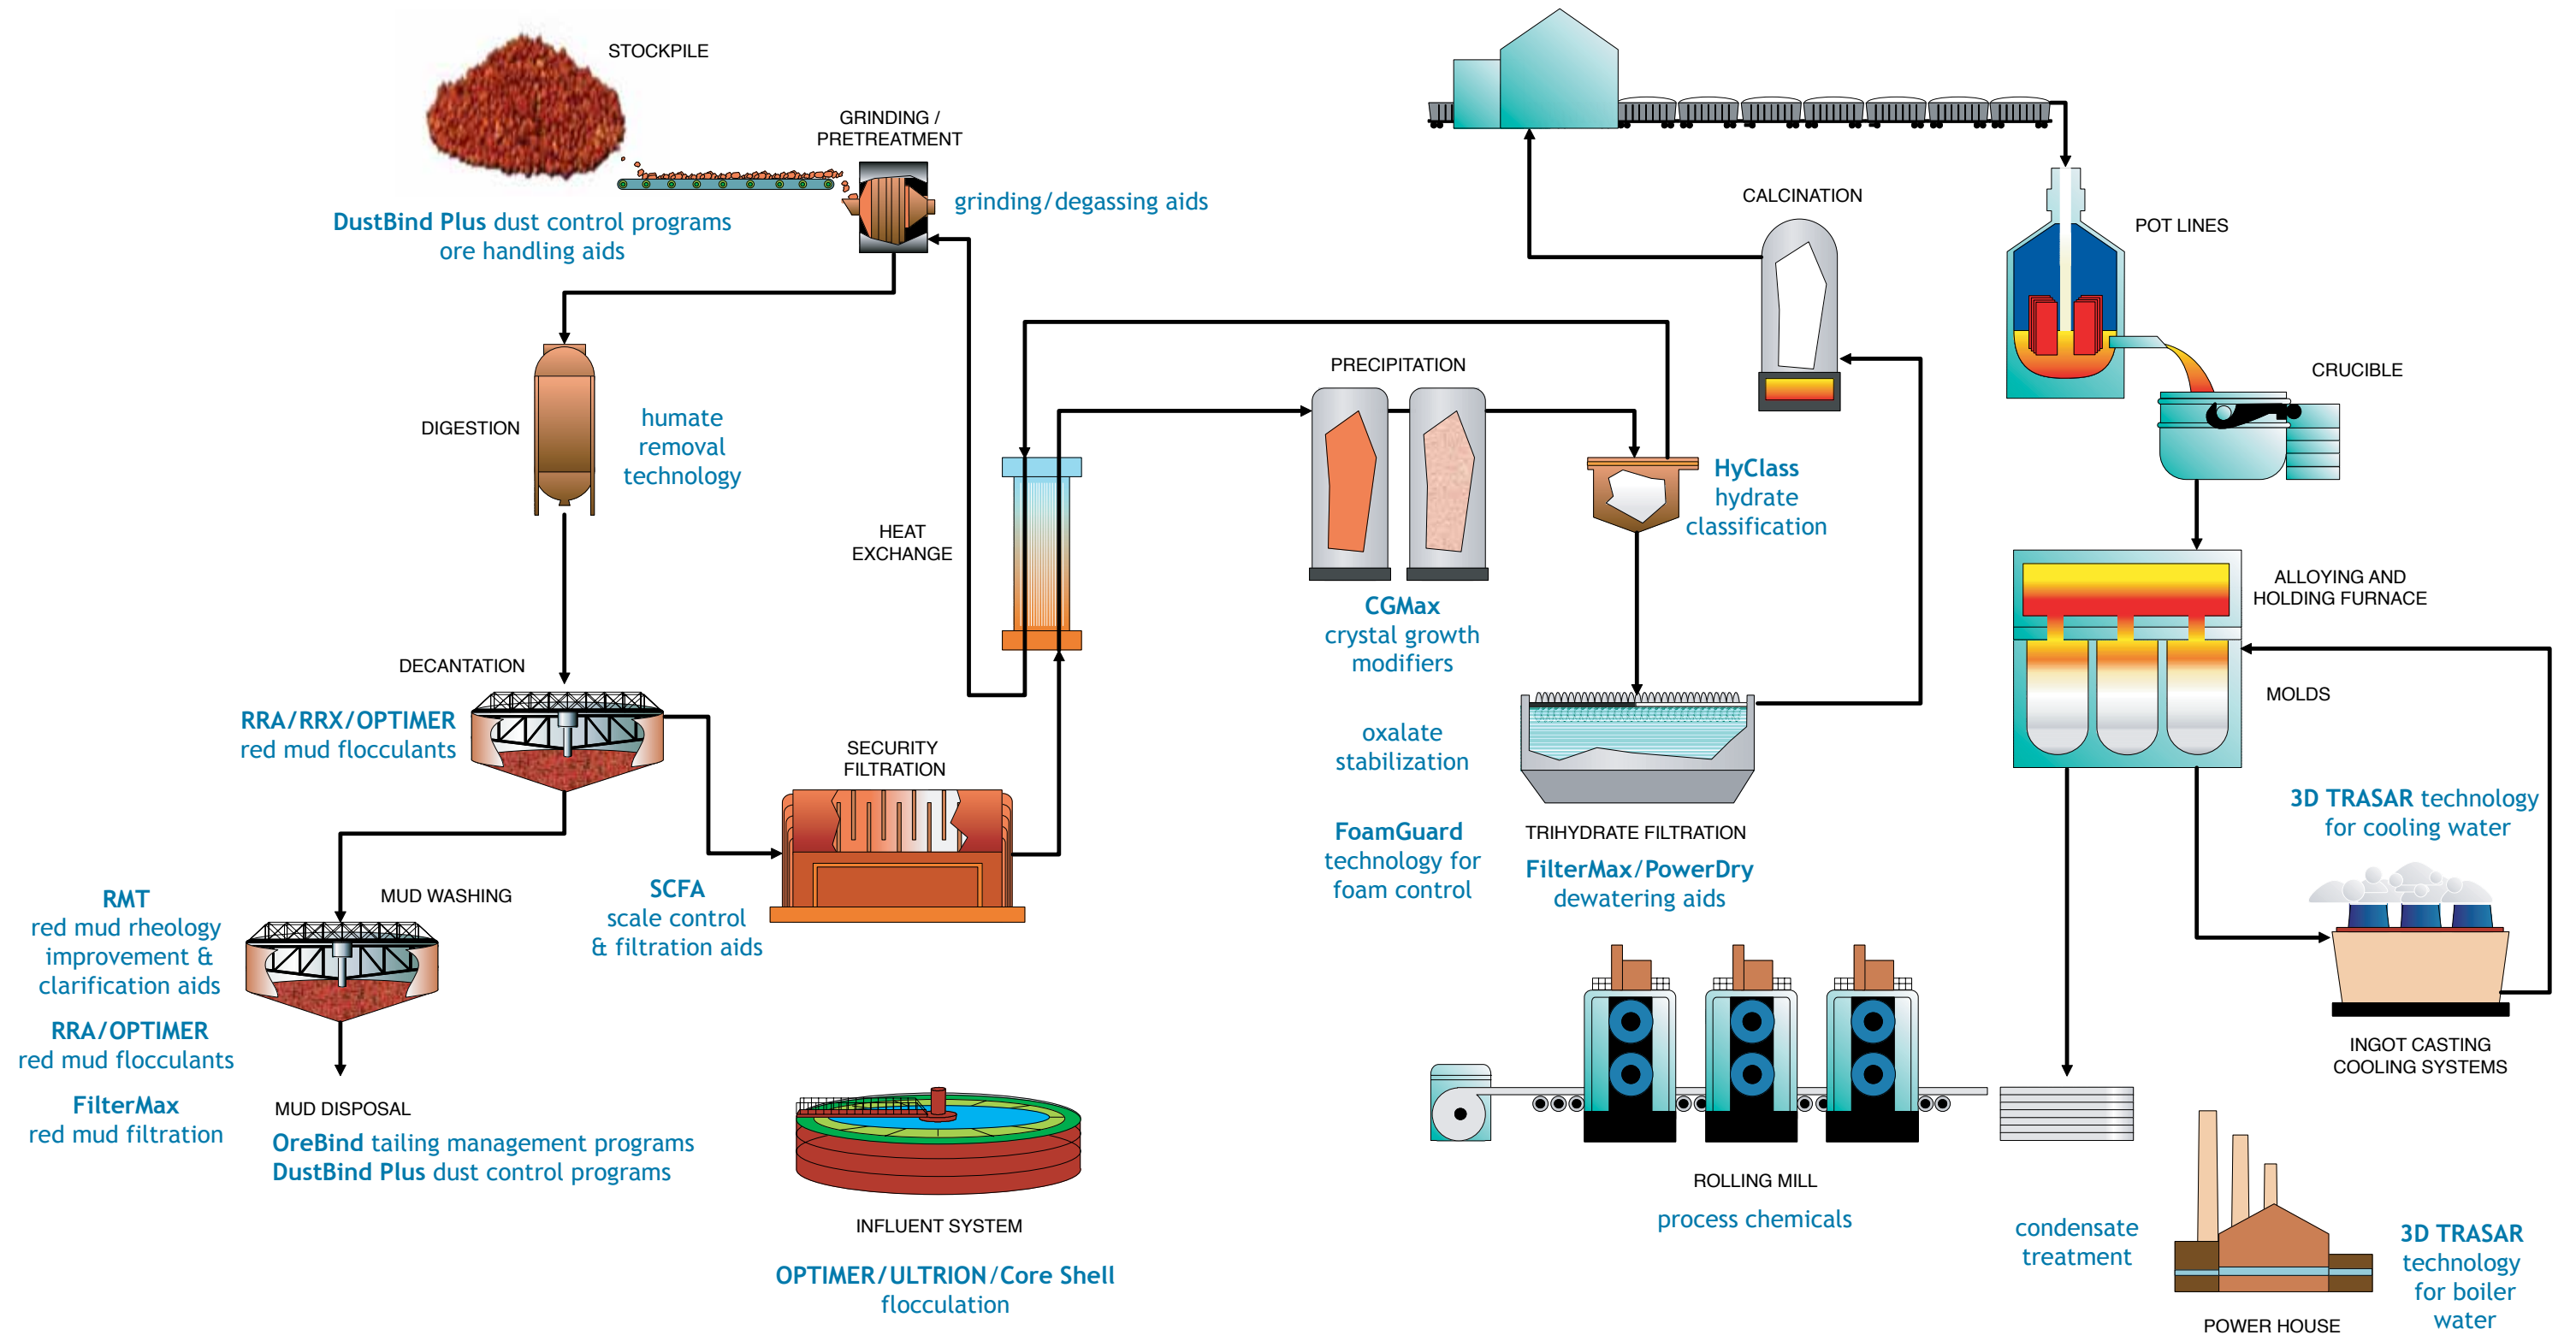 STOCKPILE
GRINDING /
PRETREATMENT
grinding/degassing aids
DustBind Plus dust control programs
ore handling aids
DIGESTION
humate
removal
technology
HEAT
EXCHANGE
DECANTATION
RRA/RRX/OPTIMER
red mud flocculants
SECURITY
FILTRATION
SCFA
scale control
& filtration aids
MUD WASHING
RMT
red mud rheology
improvement &
clarification aids
RRA/OPTIMER
red mud flocculants
FilterMax
red mud filtration
MUD DISPOSAL
OreBind tailing management programs
DustBind Plus dust control programs
INFLUENT SYSTEM
OPTIMER/ULTRION/Core Shell
flocculation
CALCINATION
PRECIPITATION
CGMax
crystal growth
modifiers
oxalate
stabilization
FoamGuard
technology for
foam control
HyClass
hydrate
classification
TRIHYDRATE FILTRATION
FilterMax/PowerDry
dewatering aids
POT LINES
CRUCIBLE
ALLOYING AND
HOLDING FURNACE
MOLDS
3D TRASAR technology
for cooling water
INGOT CASTING
COOLING SYSTEMS
ROLLING MILL
process chemicals
condensate
treatment
3D TRASAR
technology
for boiler
water
POWER HOUSE